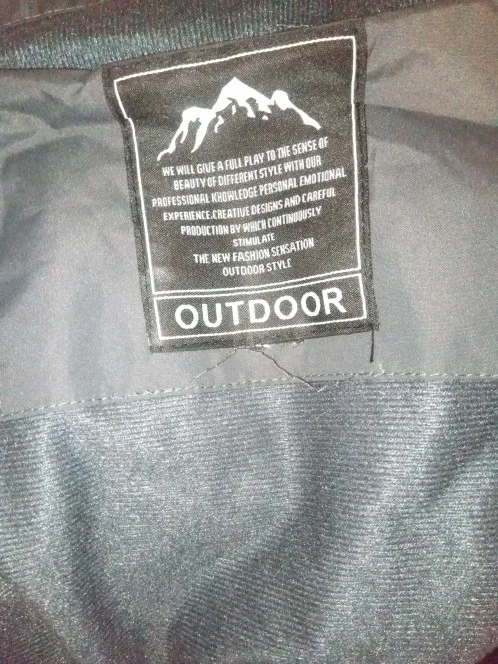 WE WILL GIVE A FULL PLAY TO THE SENSE OF
BEAUTY OF DIFFERENT STYLE WITH OUR
PROFESSIONAL KNOWLEDGE PERSONAL EMOTIONAL
EXPERIENCE.CREATIVE DESIGNS AND CAREFUL
PRODUCTION BY WHICR CONTINUOUSLY
STIMULATE
THE NEW FASHION SENSATION
OUTDOOR STYLE
OUTDOOR